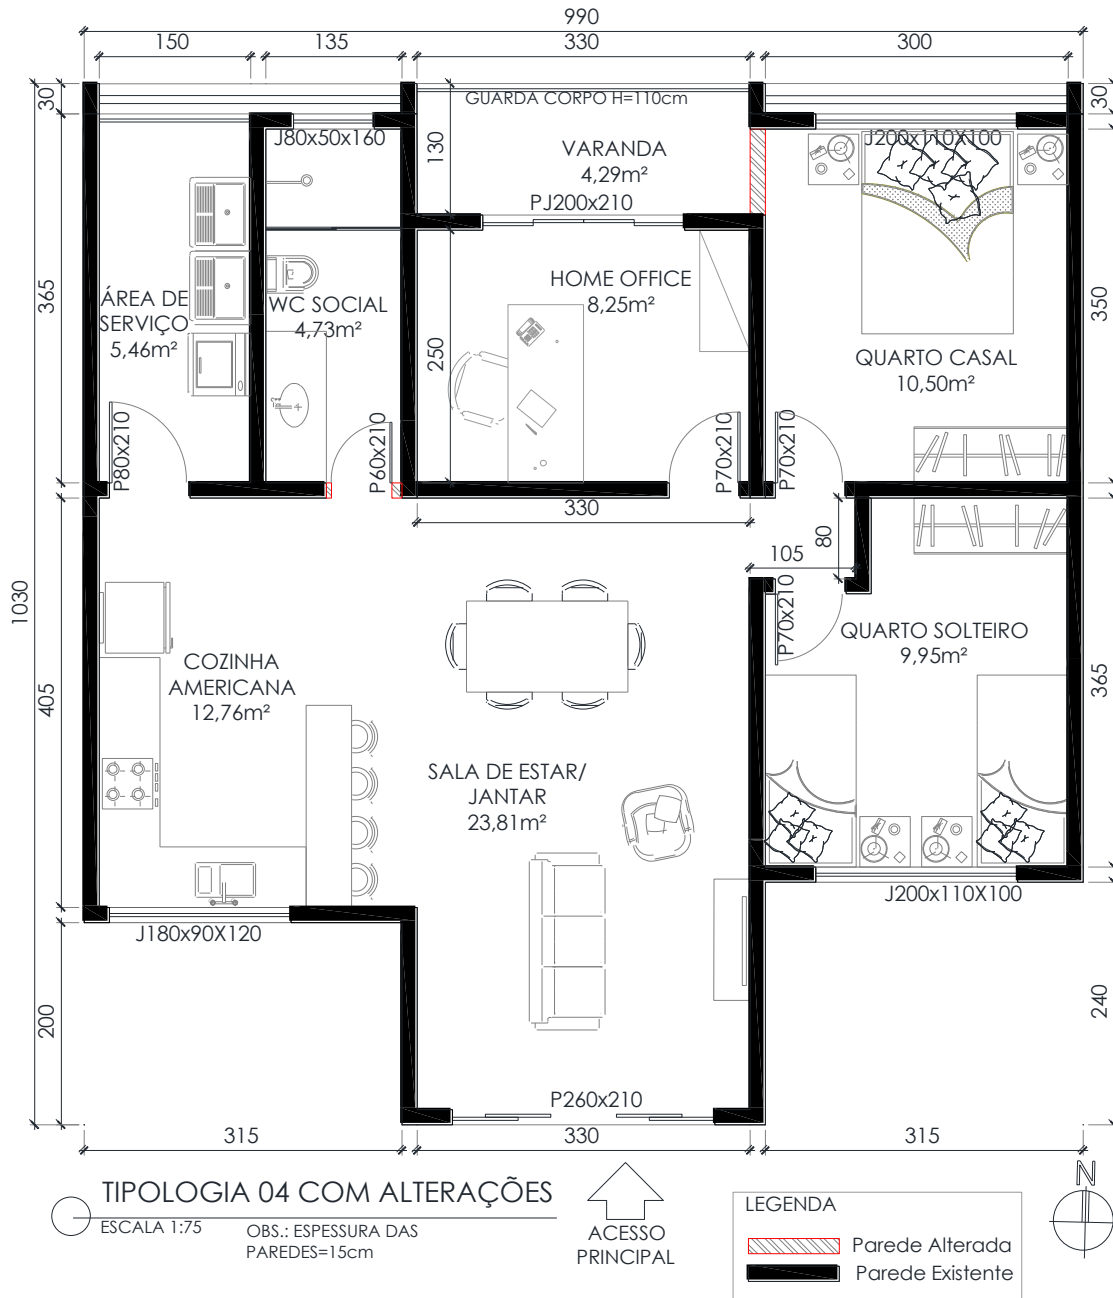 990
150
135
330
300
30
30
GUARDA CORPO H=110cm
J80x50x160
J200x110X100
130
VARANDA
4,29m²
PJ200x210
365
350
ÁREA DE
SERVIÇO
5,46m²
WC SOCIAL
4,73m²
HOME OFFICE
8,25m²
250
QUARTO CASAL
10,50m²
P80x210
P60x210
P70x210
P70x210
330
80
105
1030
P70x210
QUARTO SOLTEIRO
9,95m²
COZINHA
AMERICANA
12,76m²
405
365
SALA DE ESTAR/
JANTAR
23,81m²
J200x110X100
J180x90X120
200
240
P260x210
315
330
315
TIPOLOGIA 04 COM ALTERAÇÕES
ESCALA 1:75
OBS.: ESPESSURA DAS
PAREDES=15cm
ACESSO
PRINCIPAL
N
LEGENDA
Parede Alterada
Parede Existente